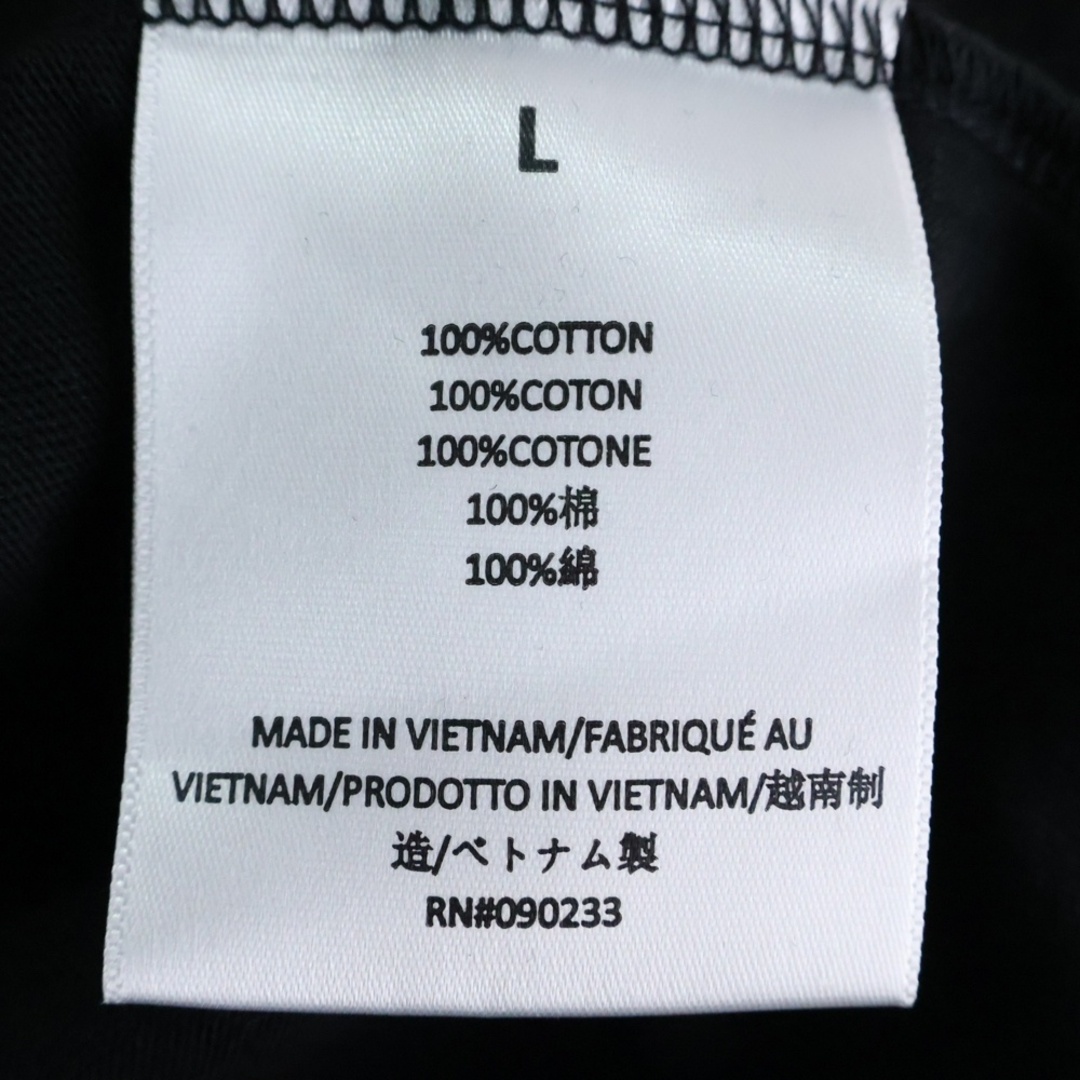 L
100%COTTON
100%COTON
100%COTONE
100%棉
100%綿
MADE IN VIETNAM/FABRIQUÉ AU
VIETNAM/PRODOTTO IN VIETNAM/越南制
造/ベトナム製
RN#090233